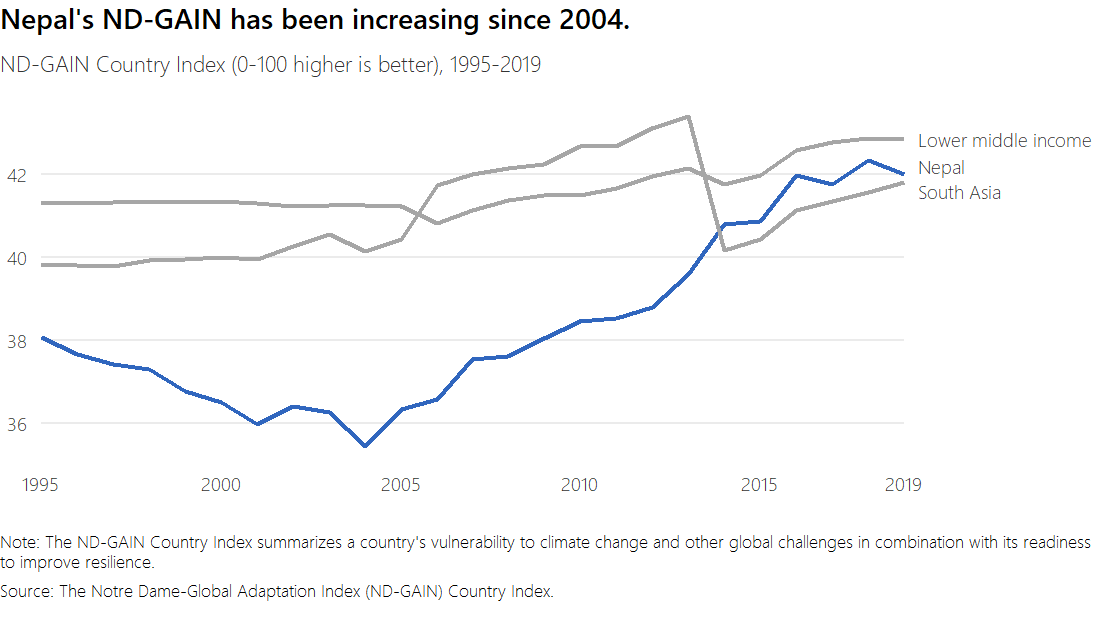 Nepal's ND-GAIN has been increasing since 2004.
ND-GAIN Country Index (0-100 higher is better), 1995-2019
Lower middle income
42
Nepal
South Asia
40
38
36
1995 2000 2005 2010 2015 2019
Note: The ND-GAIN Country Index summarizes a country's vulnerability to climate change and other global challenges in combination with its readiness
to improve resilience.
Source: The Notre Dame-Global Adaptation Index (ND-GAIN) Country Index.